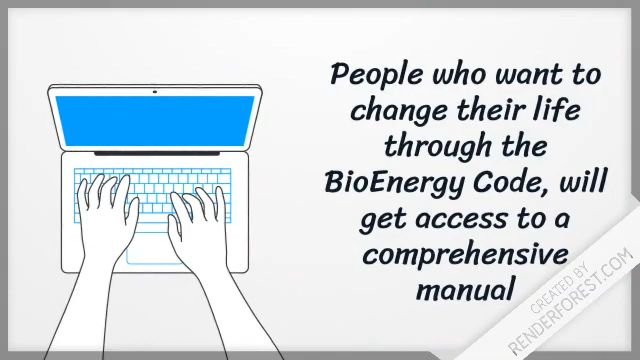 People who want to
change their life
through the
BioEnergy Code, will
get access to a
comprehensive
manual
CREATED BY
RENDERFOREST.COM